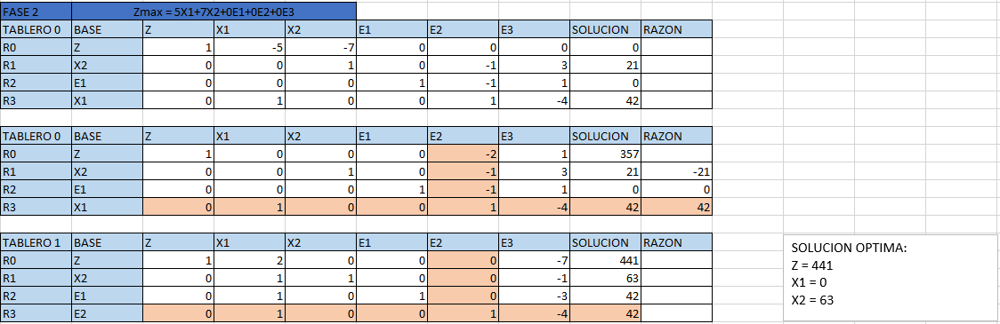 FASE 2 Zmax = 5X1+7X2+0E1+0E2+0E3
TABLERO 0 BASE Z X1 X2 E1 E2 E3 SOLUCION RAZON
R0 Z 1 -5 -7 0 0 0 0
R1 X2 0 0 1 0 -1 3 21
R2 E1 0 0 0 1 -1 1 0
R3 X1 0 1 0 0 1 -4 42
TABLERO 0 BASE Z X1 X2 E1 E2 E3 SOLUCION RAZON
R0 Z 1 0 0 0 -2 1 357
R1 X2 0 0 1 0 -1 3 21 -21
R2 E1 0 0 0 1 -1 1 0 0
R3 X1 0 1 0 0 1 -4 42 42
TABLERO 1 BASE Z X1 X2 E1 E2 E3 SOLUCION RAZON
R0 Z 1 2 0 0 0 -7 441
R1 X2 0 1 1 0 0 -1 63
R2 E1 0 1 0 1 0 -3 42
R3 E2 0 1 0 0 1 -4 42
SOLUCION OPTIMA:
Z = 441
X1 = 0
X2 = 63